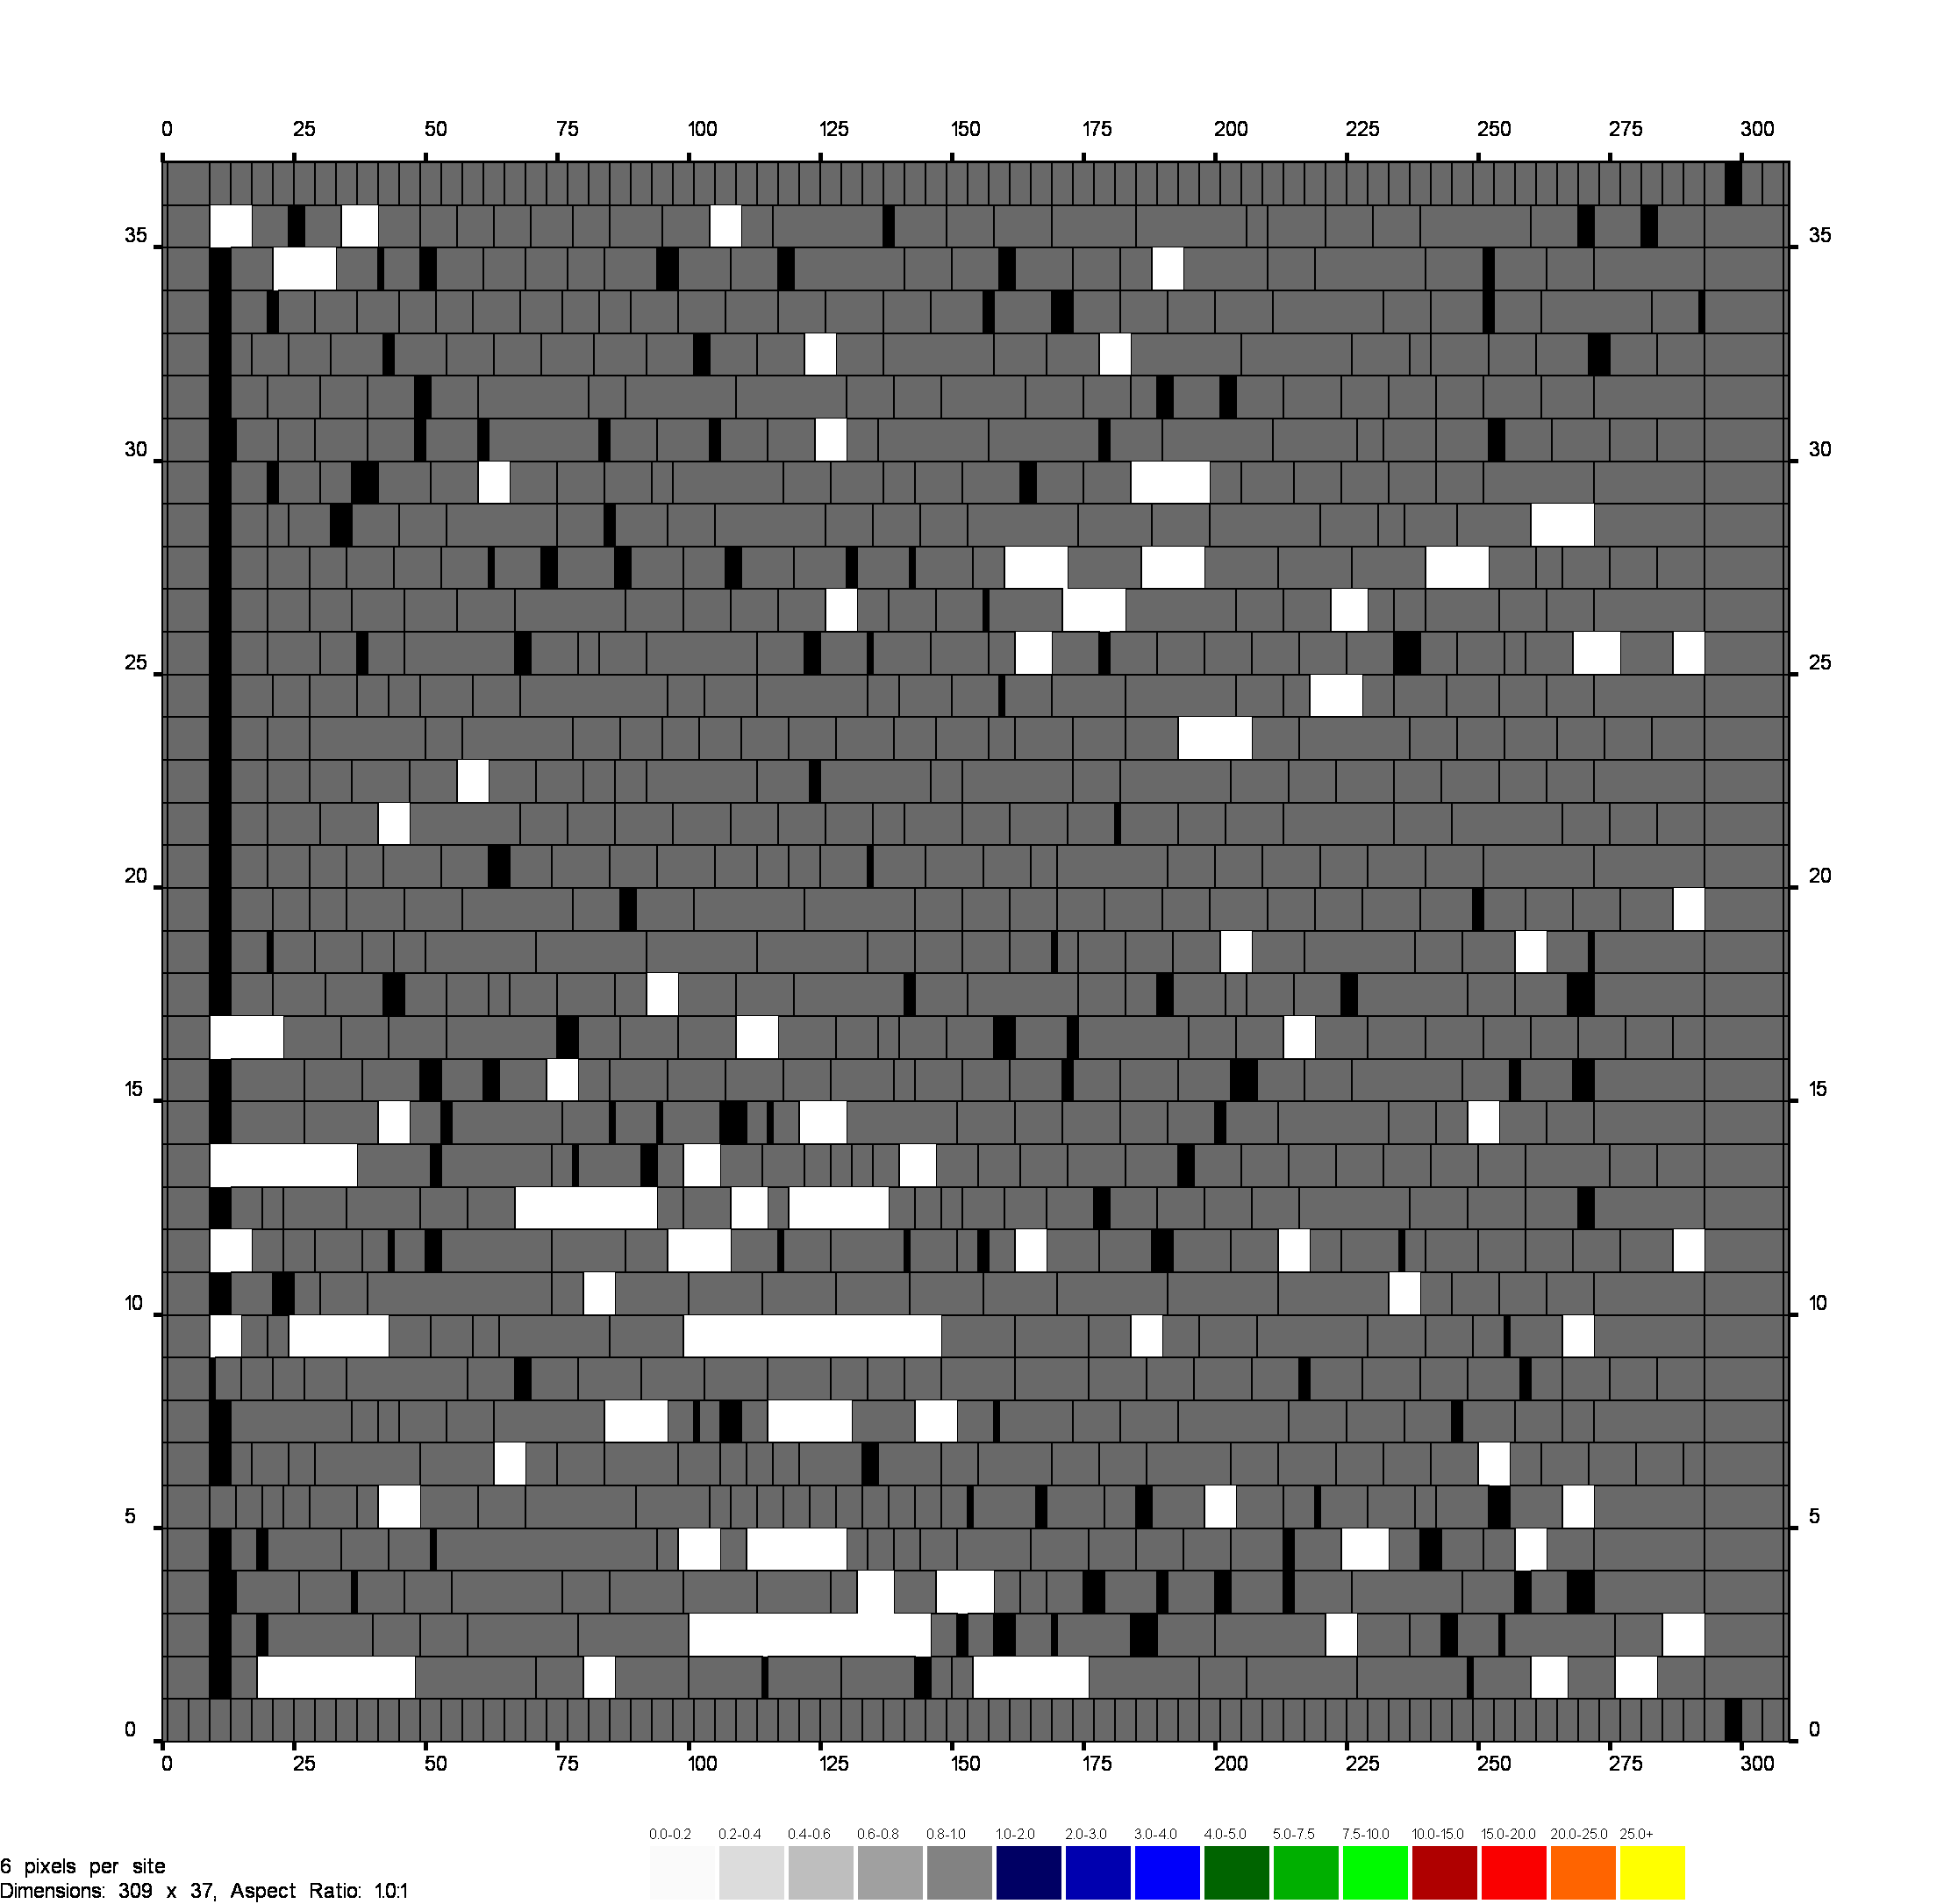 0 25 50 75 100 125 150 175 200 225 250 275 300
35 35
30 30
25 25
20 20
15 15
10 10
5 5
0 0
0 25 50 75 100 125 150 175 200 225 250 275 300
0.0-0.2 0.2-0.4 0.4-0.6 0.6-0.8 0.8-1.0 1.0-2.0 2.0-3.0 3.0-4.0 4.0-5.0 5.0-7.5 7.5-10.0 10.0-15.0 15.0-20.0 20.0-25.0 25.0+
6 pixels per site
Dimensions: 309 x 37, Aspect Ratio: 1.0:1